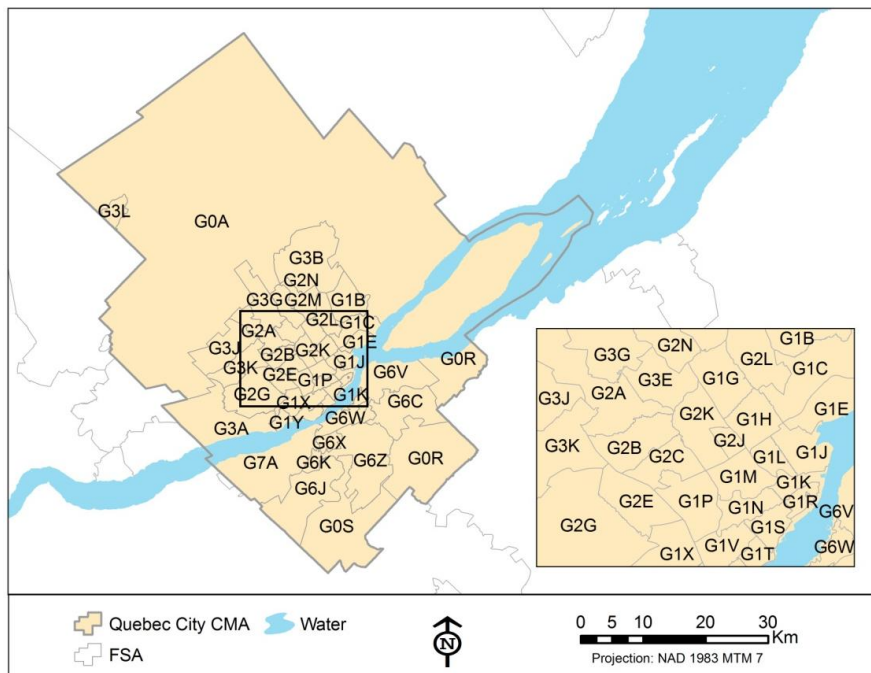 G3L
G0A
G3B
G2N
G3G G2M G1B
G2L G1C
G2A
G1E
G3J G2B G2K
G1J G0R
G3K G2E G1P G6V
G2G G1K G6C
G1X
G3A G1Y G6W
G6X
G7A G6K G6Z G0R
G6J
G0S
G1B
G3G G2N
G2L G1C
G3E G1G
G3J G2A
G2K G1H G1E
G3K G2B G2J
G2C G1L G1J
G1M G1K
G2E G1P G1N G1R G6V
G2G G1S
G1X G1V G1T G6W
Quebec City CMA Water
FSA
N
0 5 10 20 30
Km
Projection: NAD 1983 MTM 7